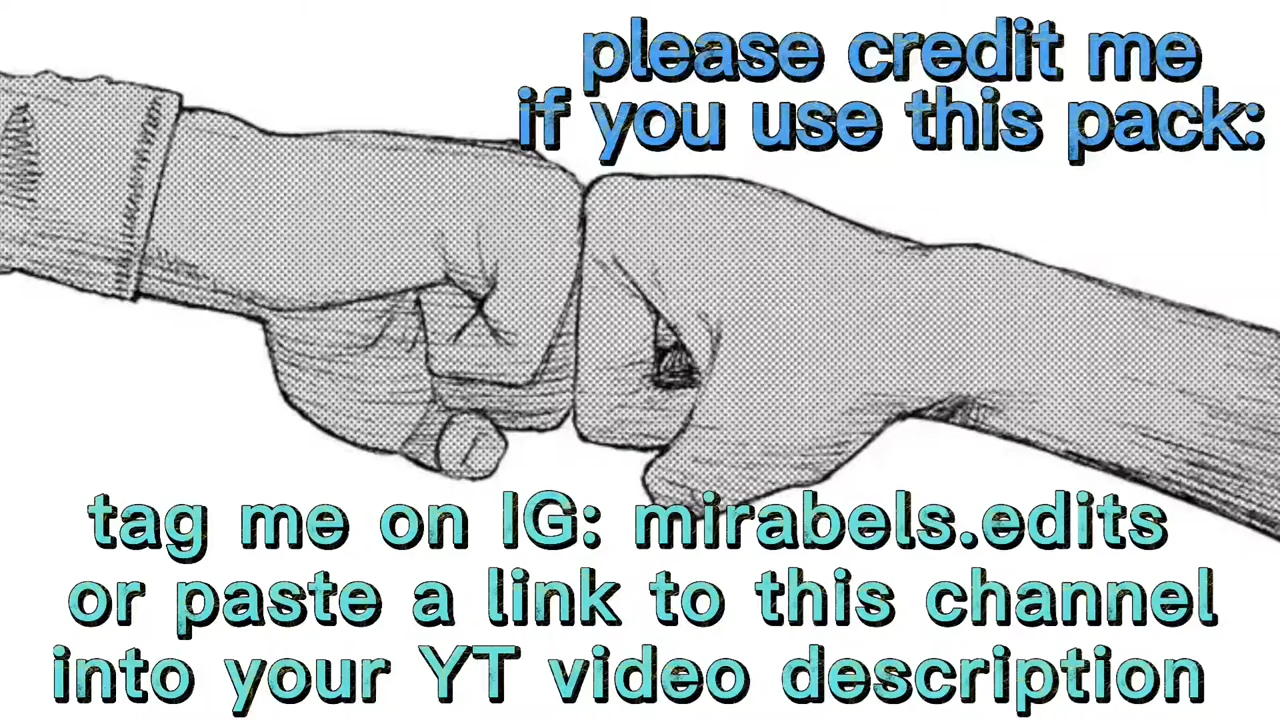 please credit me
if you use this pack:
tag me on IG: mirabels.edits
or paste a link to this channel
into your YT video description